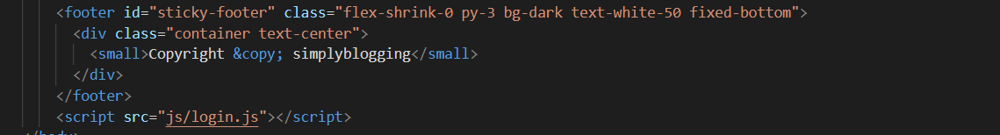 <footer id="sticky-footer" class="flex-shrink-0 py-3 bg-dark text-white-50 fixed-bottom">
<div class="container text-center">
<small>Copyright &copy; simplyblogging</small>
</div>
</footer>
<script src="js/login.js"></script>
</body>